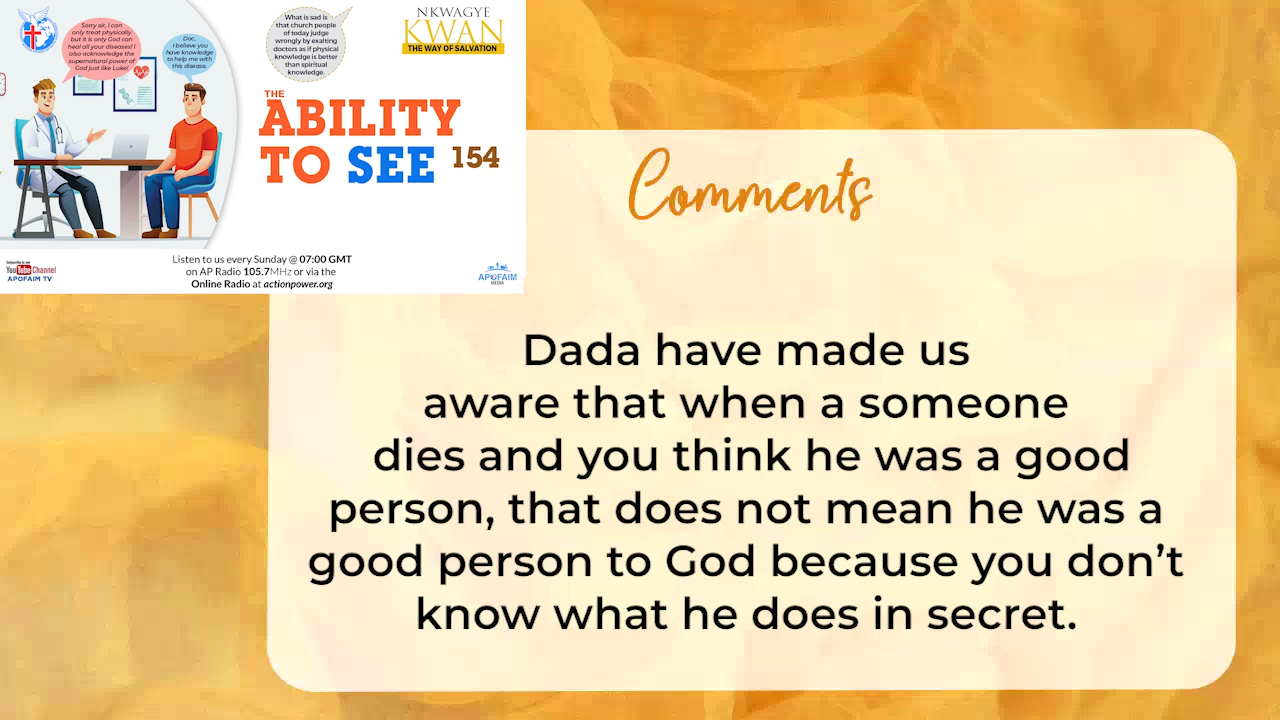 Sorry sir, I can
only treat physically
but it is only God can
heal all your diseases! I
also acknowledge the
supernatural power of
God just like Luke!
Doc,
I believe you
have knowledge
to help me with
this disease.
What is sad is
that church people
of today judge
wrongly by exalting
doctors as if physical
knowledge is better
than spiritual
knowledge.
NKWAGYE
KWAN
THE WAY OF SALVATION
THE
ABILITY
TO SEE 154
Listen to us every Sunday @ 07:00 GMT
on AP Radio 105.7MHz or via the
Online Radio at actionpower.org
Subscribe to our
YouTube Channel
APOFAIM TV
APOFAIM
MEDIA
Comments
Dada have made us
aware that when a someone
dies and you think he was a good
person, that does not mean he was a
good person to God because you don’t
know what he does in secret.